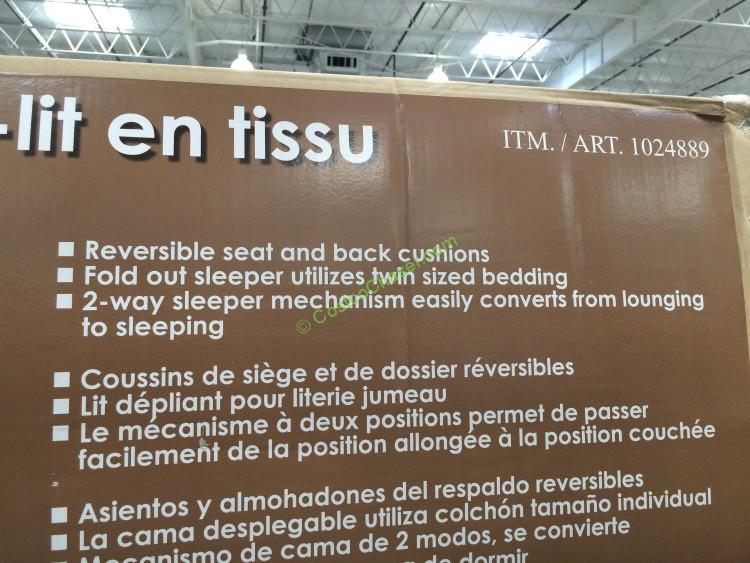 -lit en tissu
ITM. / ART. 1024889
■ Reversible seat and back cushions
■ Fold out sleeper utilizes twin sized bedding
■ 2-way sleeper mechanism easily converts from lounging
to sleeping
© CostcoChaser.com
■ Coussins de siège et de dossier réversibles
■ Lit dépliant pour literie jumeau
■ Le mécanisme à deux positions permet de passer
facilement de la position allongée à la position couchée
■ Asientos y almohadones del respaldo reversibles
■ La cama desplegable utiliza colchón tamaño individual
■ Mecanismo de cama de 2 modos, se convierte
de dormir